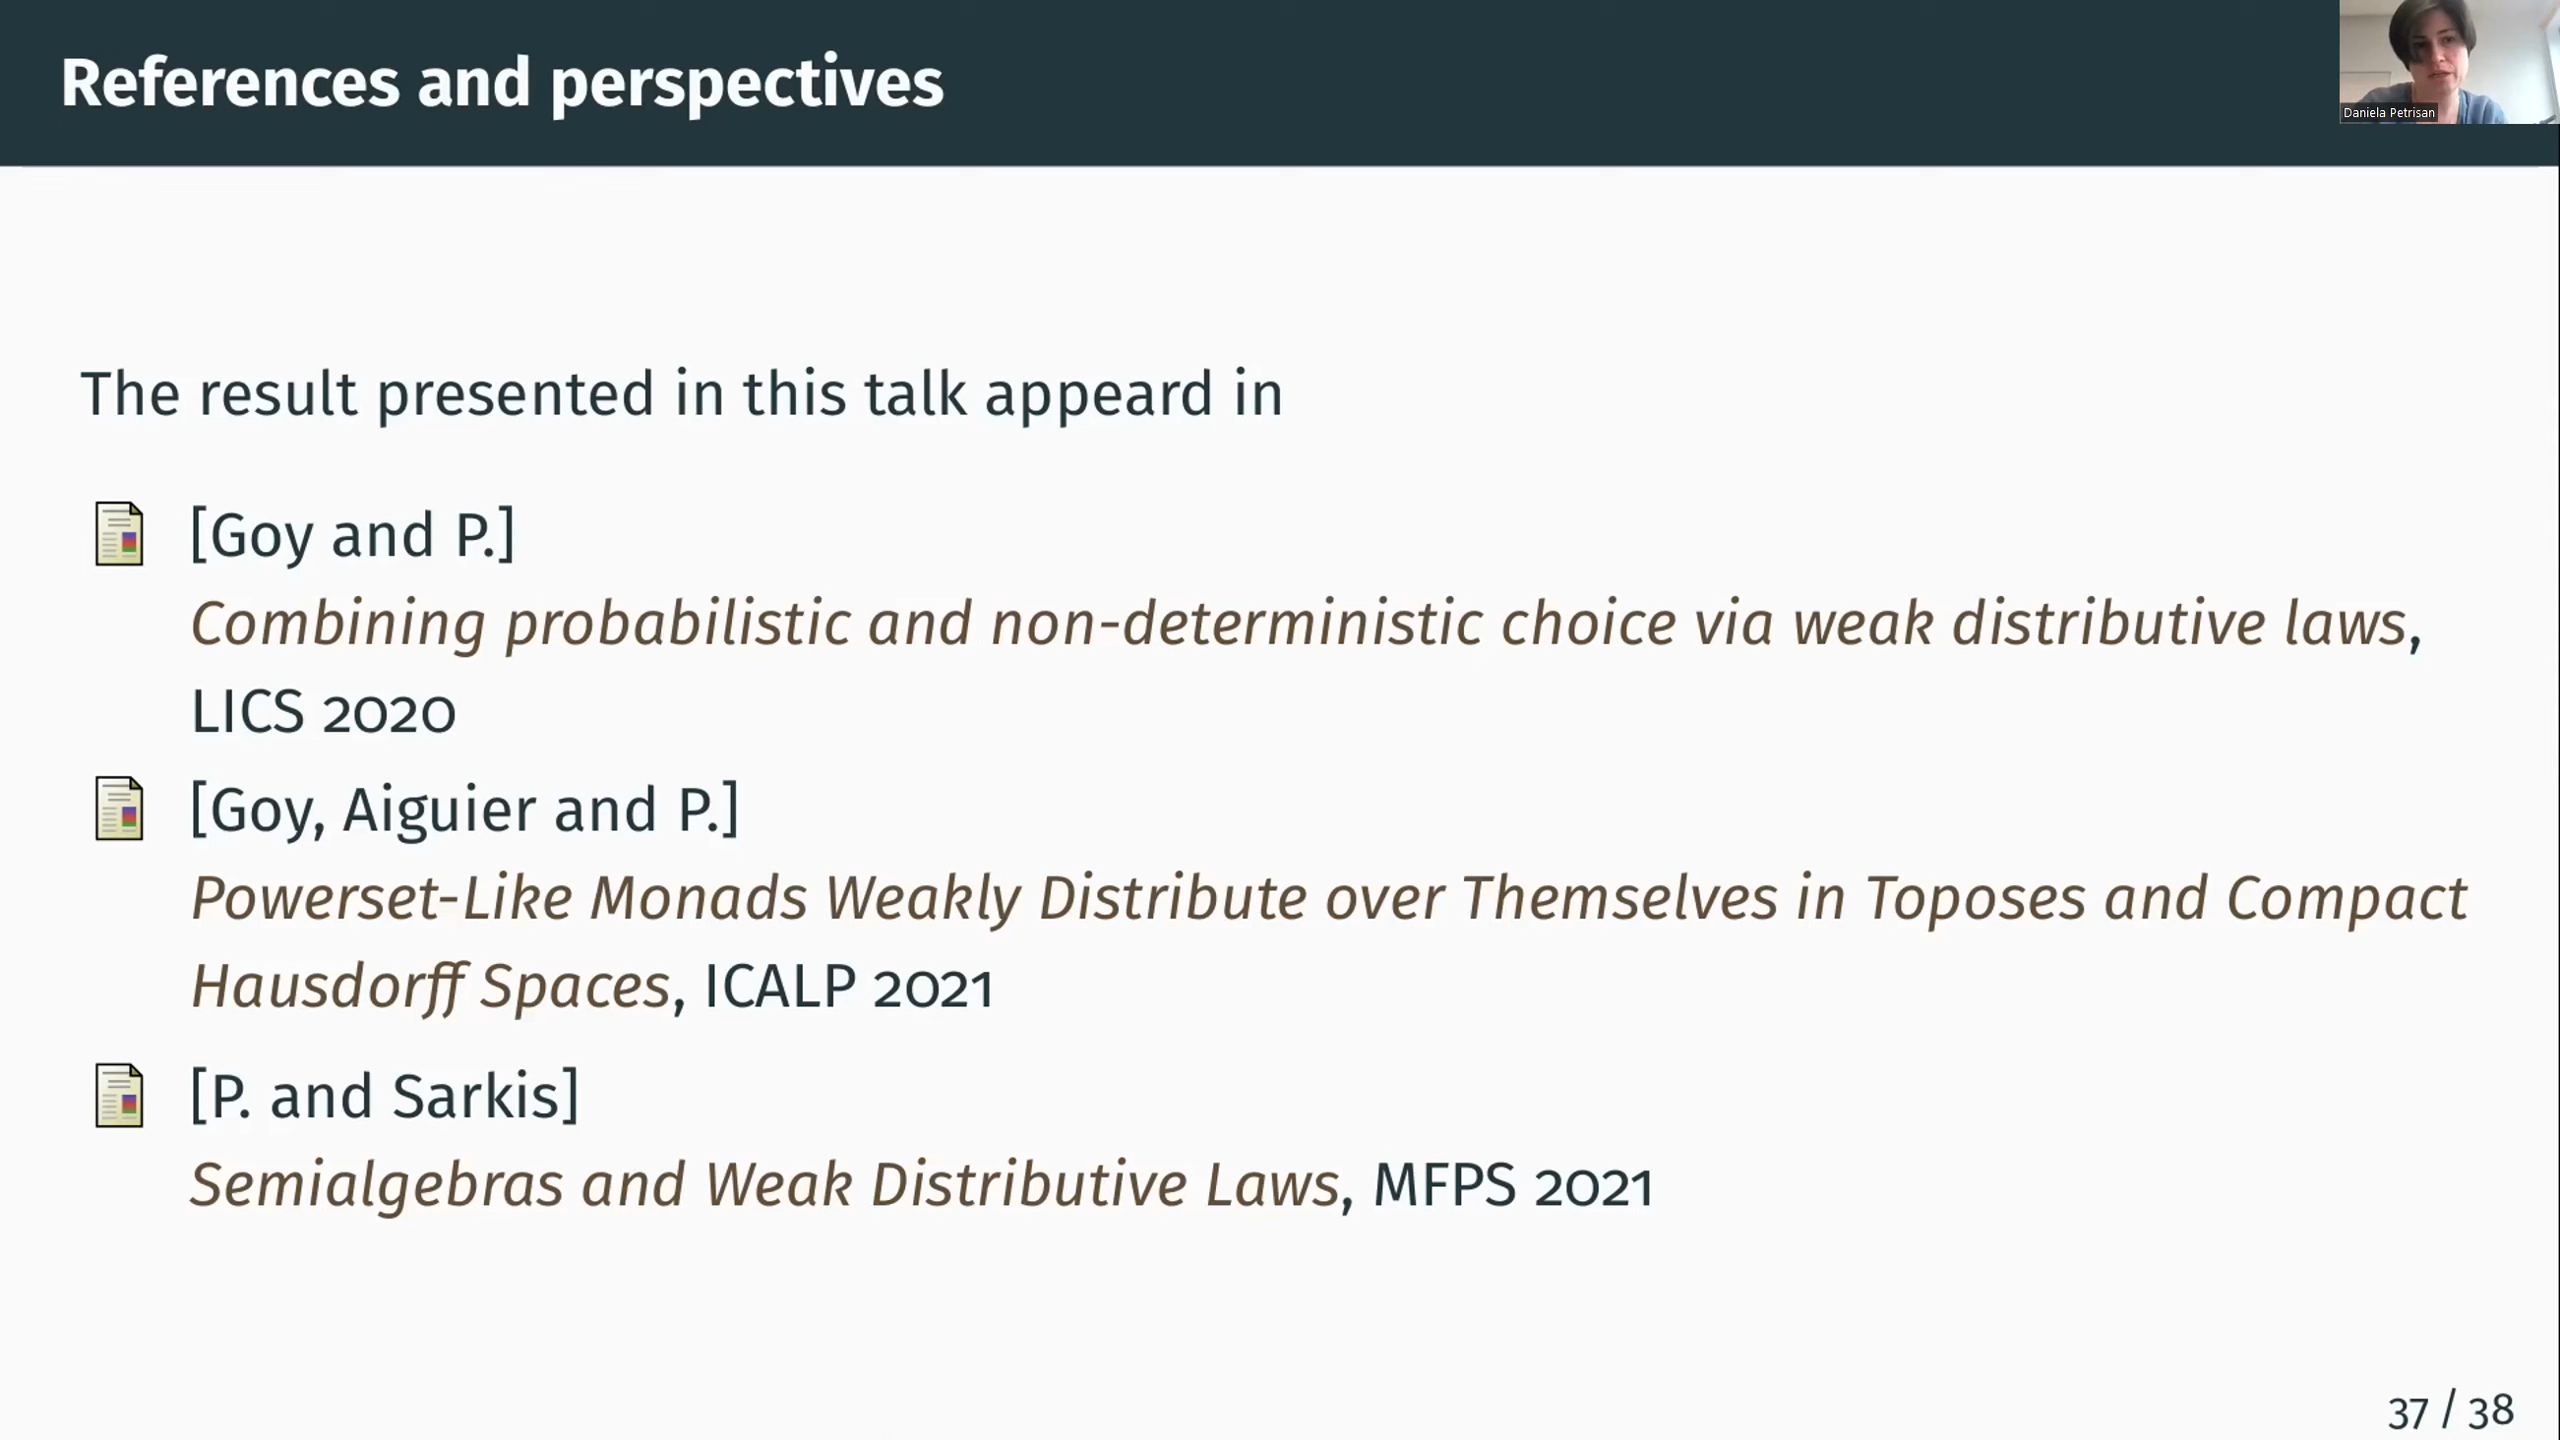 References and perspectives
Daniela Petrisan
The result presented in this talk appeard in
[Goy and P.]
Combining probabilistic and non-deterministic choice via weak distributive laws,
LICS 2020
[Goy, Aiguier and P.]
Powerset-Like Monads Weakly Distribute over Themselves in Toposes and Compact
Hausdorff Spaces, ICALP 2021
[P. and Sarkis]
Semialgebras and Weak Distributive Laws, MFPS 2021
37 / 38